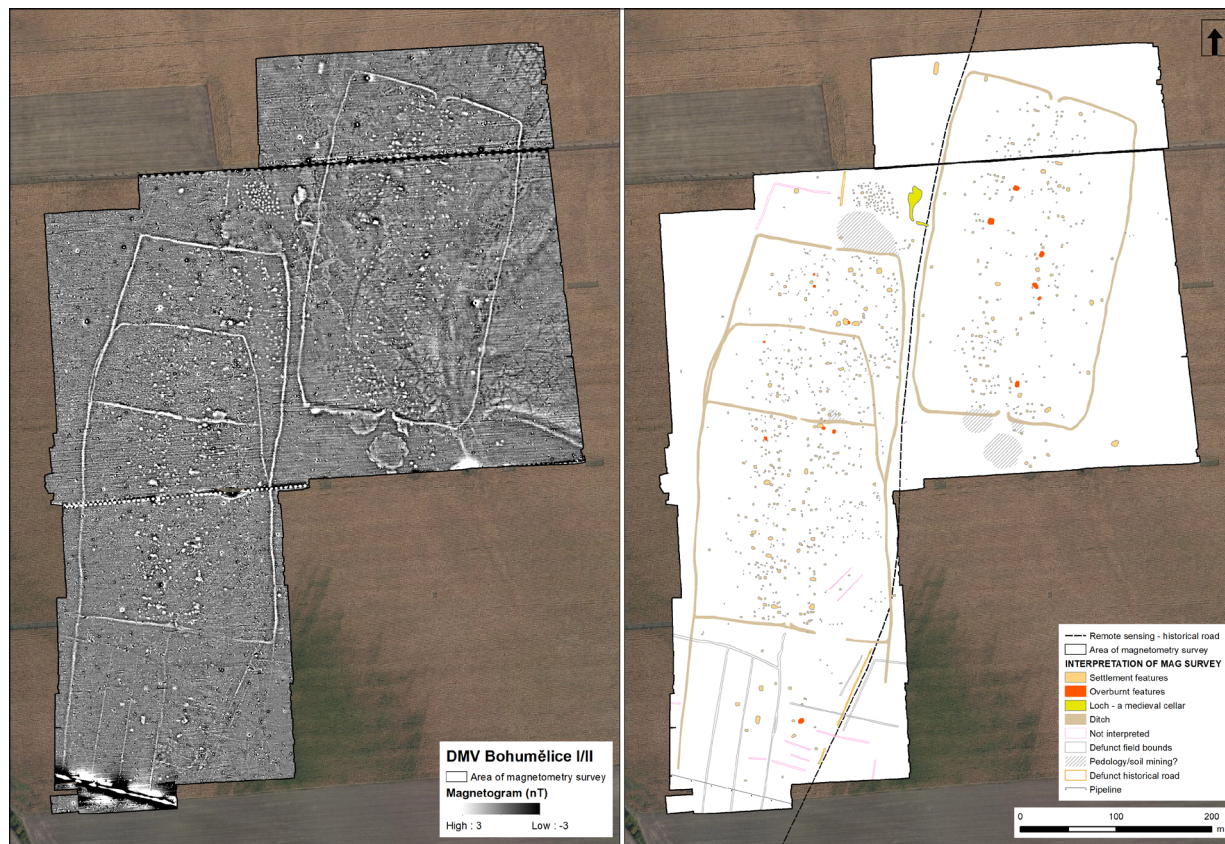 DMV Bohumělice I/II
Area of magnetometry survey
Magnetogram (nT)
High : 3 Low : -3
Remote sensing - historical road
Area of magnetometry survey
INTERPRETATION OF MAG SURVEY
Settlement features
Overburnt features
Loch - a medieval cellar
Ditch
Not interpreted
Defunct field bounds
Pedology/soil mining?
Defunct historical road
Pipeline
0 100 200
m